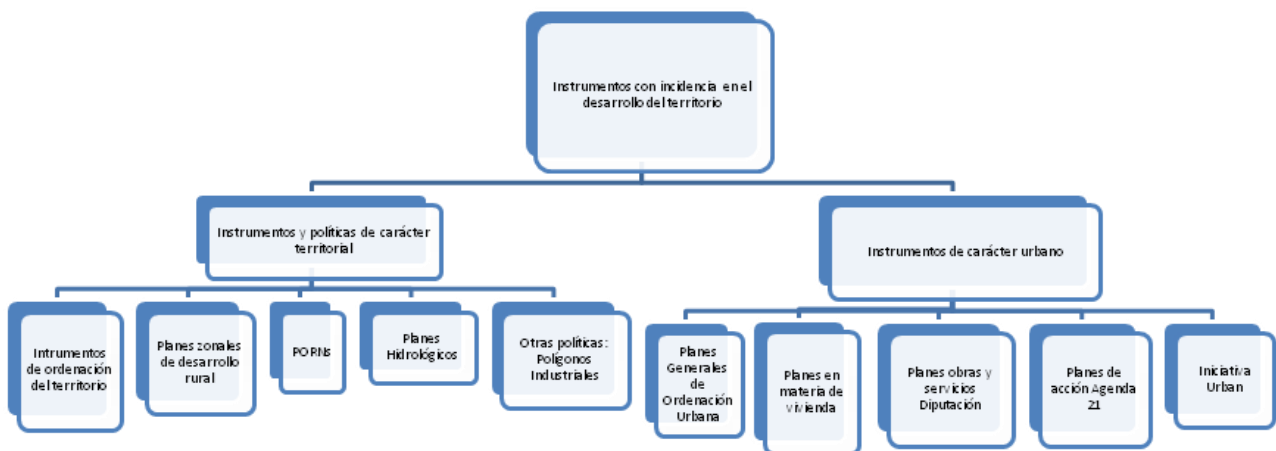 Instrumentos con incidencia en el
desarrollo del territorio
Instrumentos y políticas de carácter
territorial
Instrumentos de carácter urbano
Intrumentos
de ordenación
del territorio
Planes zonales
de desarrollo
rural
PORNs
Planes
Hidrológicos
Otras políticas:
Polígonos
Industriales
Planes
Generales
de
Ordenación
Urbana
Planes en
materia de
vivienda
Planes obras y
servicios
Diputación
Planes de
acción Agenda
21
Iniciativa
Urban